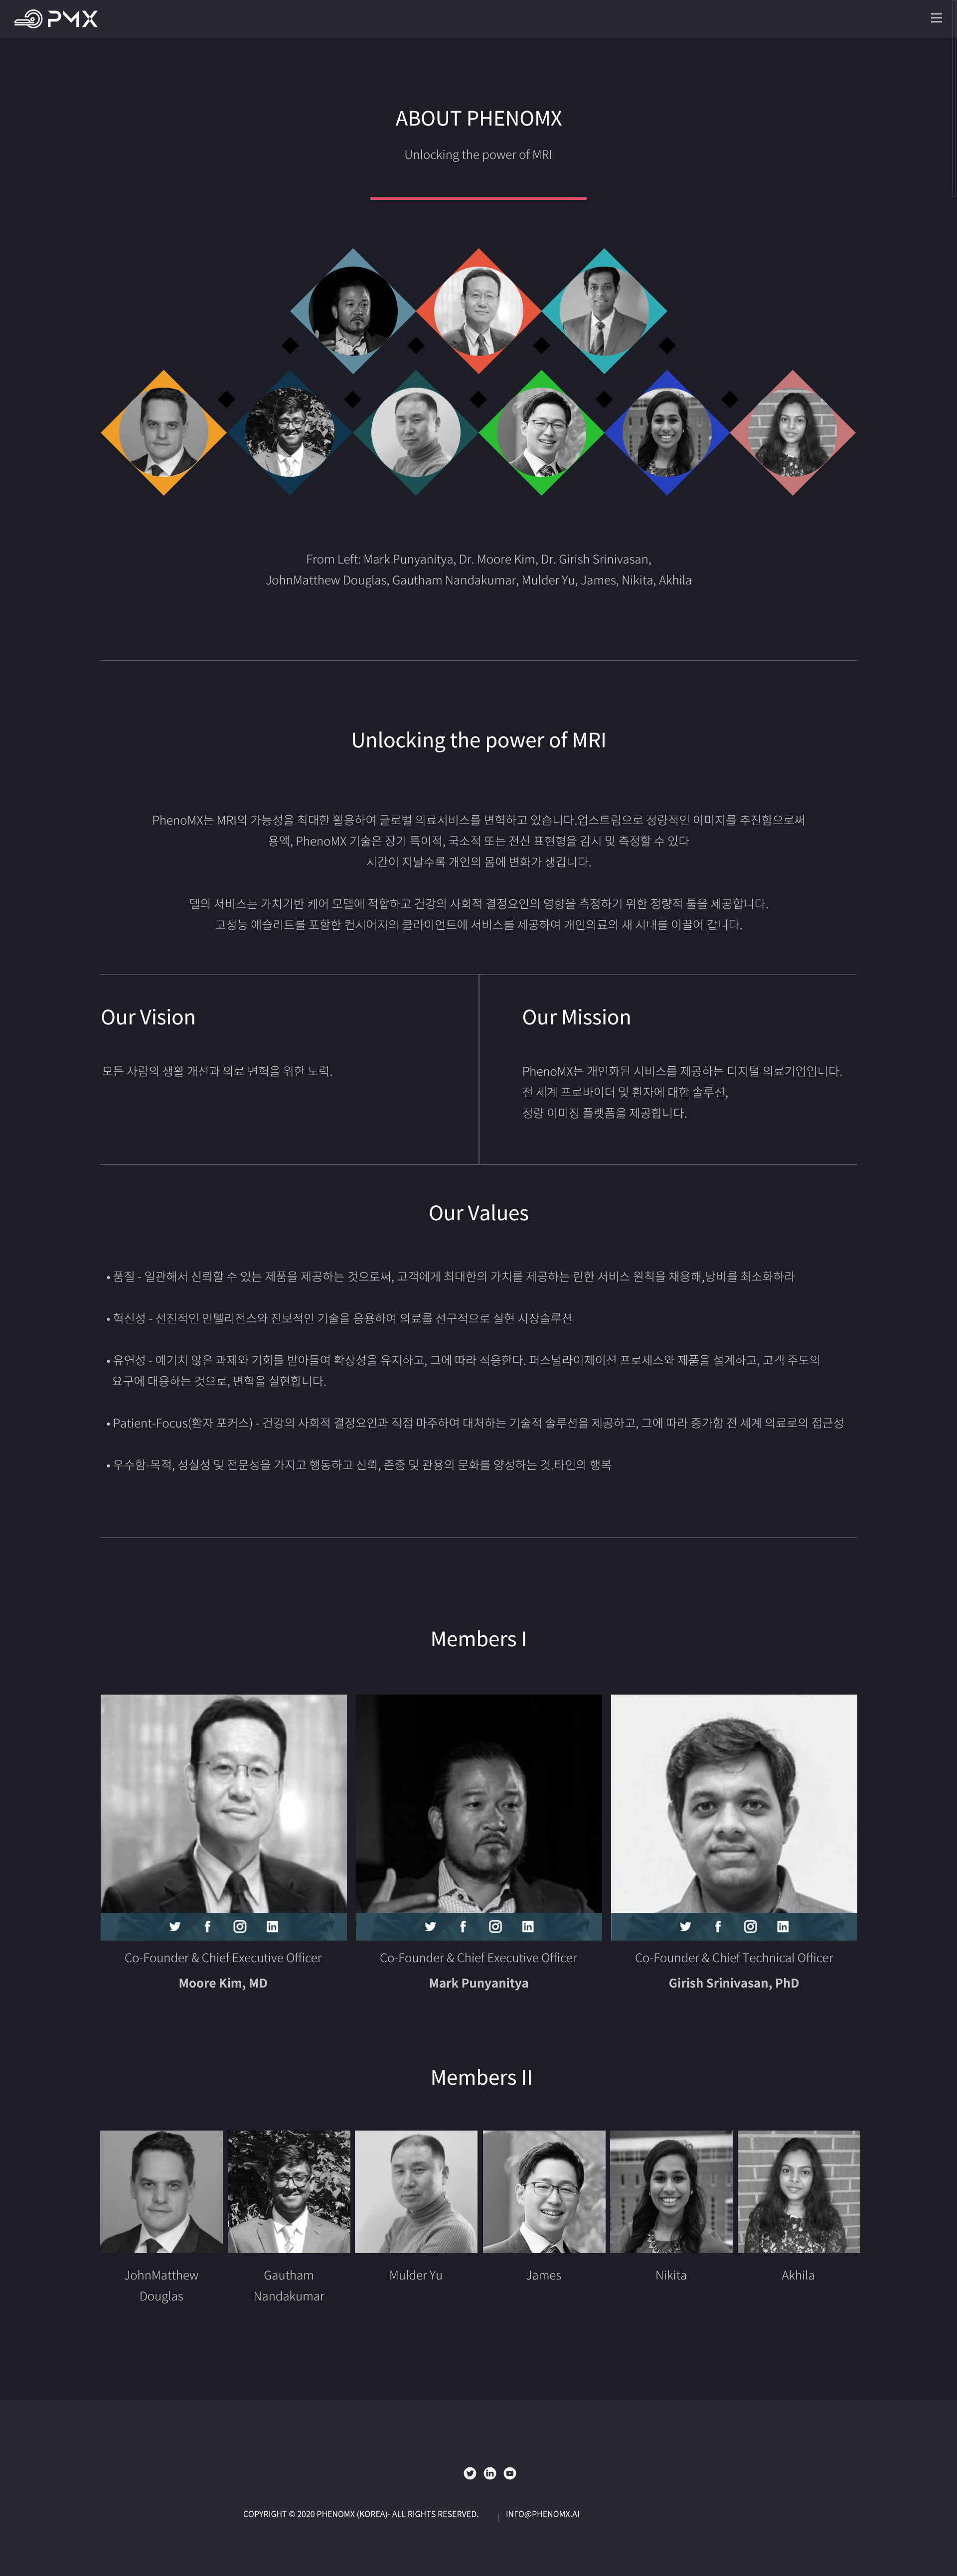 PMX
ABOUT PHENOMX
Unlocking the power of MRI
From Left: Mark Punyanitya, Dr. Moore Kim, Dr. Girish Srinivasan,
JohnMatthew Douglas, Gautham Nandakumar, Mulder Yu, James, Nikita, Akhila
Unlocking the power of MRI
PhenoMX는 MRI의 가능성을 최대한 활용하여 글로벌 의료서비스를 변혁하고 있습니다.업스트림으로 정량적인 이미지를 추진함으로써
용액, PhenoMX 기술은 장기 특이적, 국소적 또는 전신 표현형을 감시 및 측정할 수 있다
시간이 지날수록 개인의 몸에 변화가 생깁니다.
델의 서비스는 가치기반 케어 모델에 적합하고 건강의 사회적 결정요인의 영향을 측정하기 위한 정량적 툴을 제공합니다.
고성능 애슬리트를 포함한 컨시어지의 클라이언트에 서비스를 제공하여 개인의료의 새 시대를 이끌어 갑니다.
Our Vision
모든 사람의 생활 개선과 의료 변혁을 위한 노력.
Our Mission
PhenoMX는 개인화된 서비스를 제공하는 디지털 의료기업입니다.
전 세계 프로바이더 및 환자에 대한 솔루션,
정량 이미징 플랫폼을 제공합니다.
Our Values
• 품질 - 일관해서 신뢰할 수 있는 제품을 제공하는 것으로써, 고객에게 최대한의 가치를 제공하는 린한 서비스 원칙을 채용해,낭비를 최소화하라
• 혁신성 - 선진적인 인텔리전스와 진보적인 기술을 응용하여 의료를 선구적으로 실현 시장솔루션
• 유연성 - 예기치 않은 과제와 기회를 받아들여 확장성을 유지하고, 그에 따라 적응한다. 퍼스널라이제이션 프로세스와 제품을 설계하고, 고객 주도의
요구에 대응하는 것으로, 변혁을 실현합니다.
• Patient-Focus(환자 포커스) - 건강의 사회적 결정요인과 직접 마주하여 대처하는 기술적 솔루션을 제공하고, 그에 따라 증가함 전 세계 의료로의 접근성
• 우수함-목적, 성실성 및 전문성을 가지고 행동하고 신뢰, 존중 및 관용의 문화를 양성하는 것.타인의 행복
Members I
Co-Founder & Chief Executive Officer
Moore Kim, MD
Co-Founder & Chief Executive Officer
Mark Punyanitya
Co-Founder & Chief Technical Officer
Girish Srinivasan, PhD
Members II
JohnMatthew
Douglas
Gautham
Nandakumar
Mulder Yu
James
Nikita
Akhila
COPYRIGHT © 2020 PHENOMX (KOREA)- ALL RIGHTS RESERVED. | INFO@PHENOMX.AI